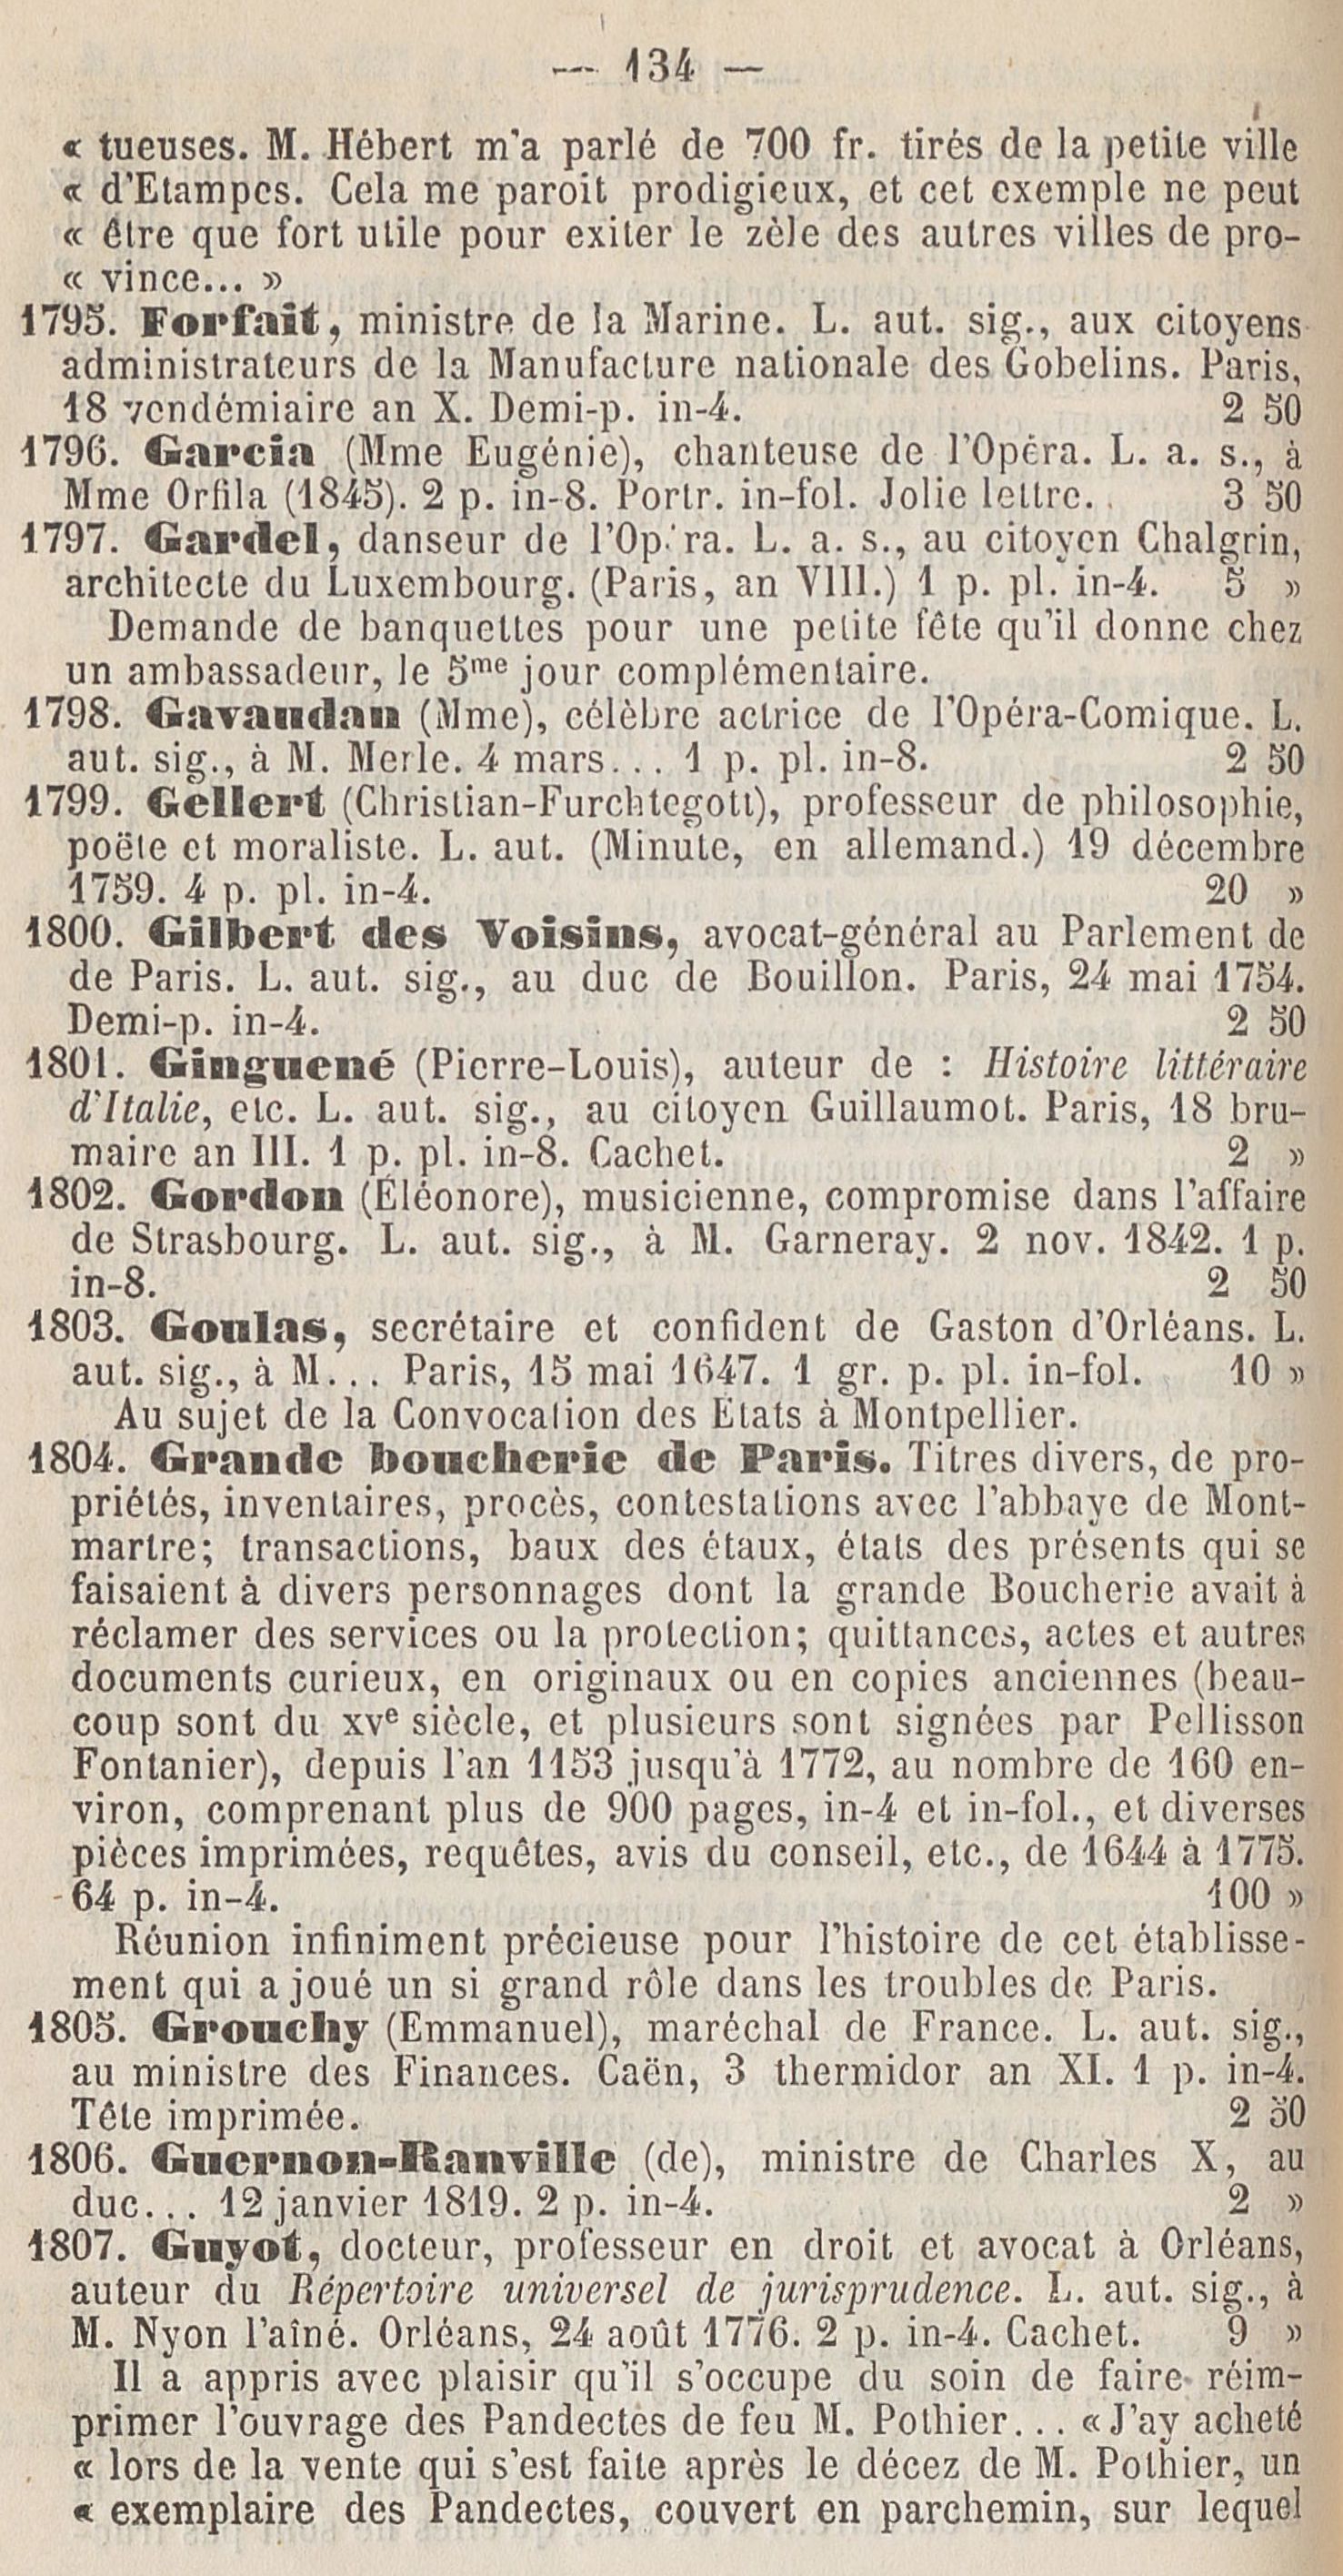 — 134 —
« tueuses. M. Hébert m'a parlé de 700 fr. tirés de la petite ville
« d'Etampes. Cela me paroit prodigieux, et cet exemple ne peut
« être que fort utile pour exiter le zèle des autres villes de pro-
« vince... »
1795. Forfait, ministre de la Marine. L. aut. sig., aux citoyens
administrateurs de la Manufacture nationale des Gobelins. Paris,
18 vendémiaire an X. Demi-p. in-4. 2 50
1796. Garcia (Mme Eugénie), chanteuse de l'Opéra. L. a. s., à
Mme Orfila (1845). 2 p. in-8. Portr. in-fol. Jolie lettre. 3 50
1797. Gardel, danseur de l'Opéra. L. a. s., au citoyen Chalgrin,
architecte du Luxembourg. (Paris, an VIII.) 1 p. pl. in-4. 5 »
Demande de banquettes pour une petite fête qu'il donne chez
un ambassadeur, le 5me jour complémentaire.
1798. Gavaudan (Mme), célèbre actrice de l'Opéra-Comique. L.
aut. sig., à M. Merle. 4 mars... 1 p. pl. in-8. 2 50
1799. Gellert (Christian-Furchtegott), professeur de philosophie,
poëte et moraliste. L. aut. (Minute, en allemand.) 19 décembre
1759. 4 p. pl. in-4. 20 »
1800. Gilbert des Voisins, avocat-général au Parlement de
de Paris. L. aut. sig., au duc de Bouillon. Paris, 24 mai 1754.
Demi-p. in-4. 2 50
1801. Ginguené (Pierre-Louis), auteur de : Histoire littéraire
d'Italie, etc. L. aut. sig., au citoyen Guillaumot. Paris, 18 bru-
maire an III. 1 p. pl. in-8. Cachet. 2 »
1802. Gordon (Éléonore), musicienne, compromise dans l'affaire
de Strasbourg. L. aut. sig., à M. Garneray. 2 nov. 1842. 1 p.
in-8. 2 50
1803. Goulas, secrétaire et confident de Gaston d'Orléans. L.
aut. sig., à M... Paris, 15 mai 1647. 1 gr. p. pl. in-fol. 10 »
Au sujet de la Convocation des États à Montpellier.
1804. Grande boucherie de Paris. Titres divers, de pro-
priétés, inventaires, procès, contestations avec l'abbaye de Mont-
martre; transactions, baux des étaux, états des présents qui se
faisaient à divers personnages dont la grande Boucherie avait à
réclamer des services ou la protection; quittances, actes et autres
documents curieux, en originaux ou en copies anciennes (beau-
coup sont du xve siècle, et plusieurs sont signées par Pellisson
Fontanier), depuis l'an 1153 jusqu'à 1772, au nombre de 160 en-
viron, comprenant plus de 900 pages, in-4 et in-fol., et diverses
pièces imprimées, requêtes, avis du conseil, etc., de 1644 à 1775.
64 p. in-4. 100 »
Réunion infiniment précieuse pour l'histoire de cet établisse-
ment qui a joué un si grand rôle dans les troubles de Paris.
1805. Grouchy (Emmanuel), maréchal de France. L. aut. sig.,
au ministre des Finances. Caën, 3 thermidor an XI. 1 p. in-4.
Tête imprimée. 2 50
1806. Guernon-Ranville (de), ministre de Charles X, au
duc... 12 janvier 1819. 2 p. in-4. 2 »
1807. Guyot, docteur, professeur en droit et avocat à Orléans,
auteur du Répertoire universel de jurisprudence. L. aut. sig., à
M. Nyon l'aîné. Orléans, 24 août 1776. 2 p. in-4. Cachet. 9 »
Il a appris avec plaisir qu'il s'occupe du soin de faire réim-
primer l'ouvrage des Pandectes de feu M. Pothier... « J'ay acheté
« lors de la vente qui s'est faite après le décez de M. Pothier, un
« exemplaire des Pandectes, couvert en parchemin, sur lequel